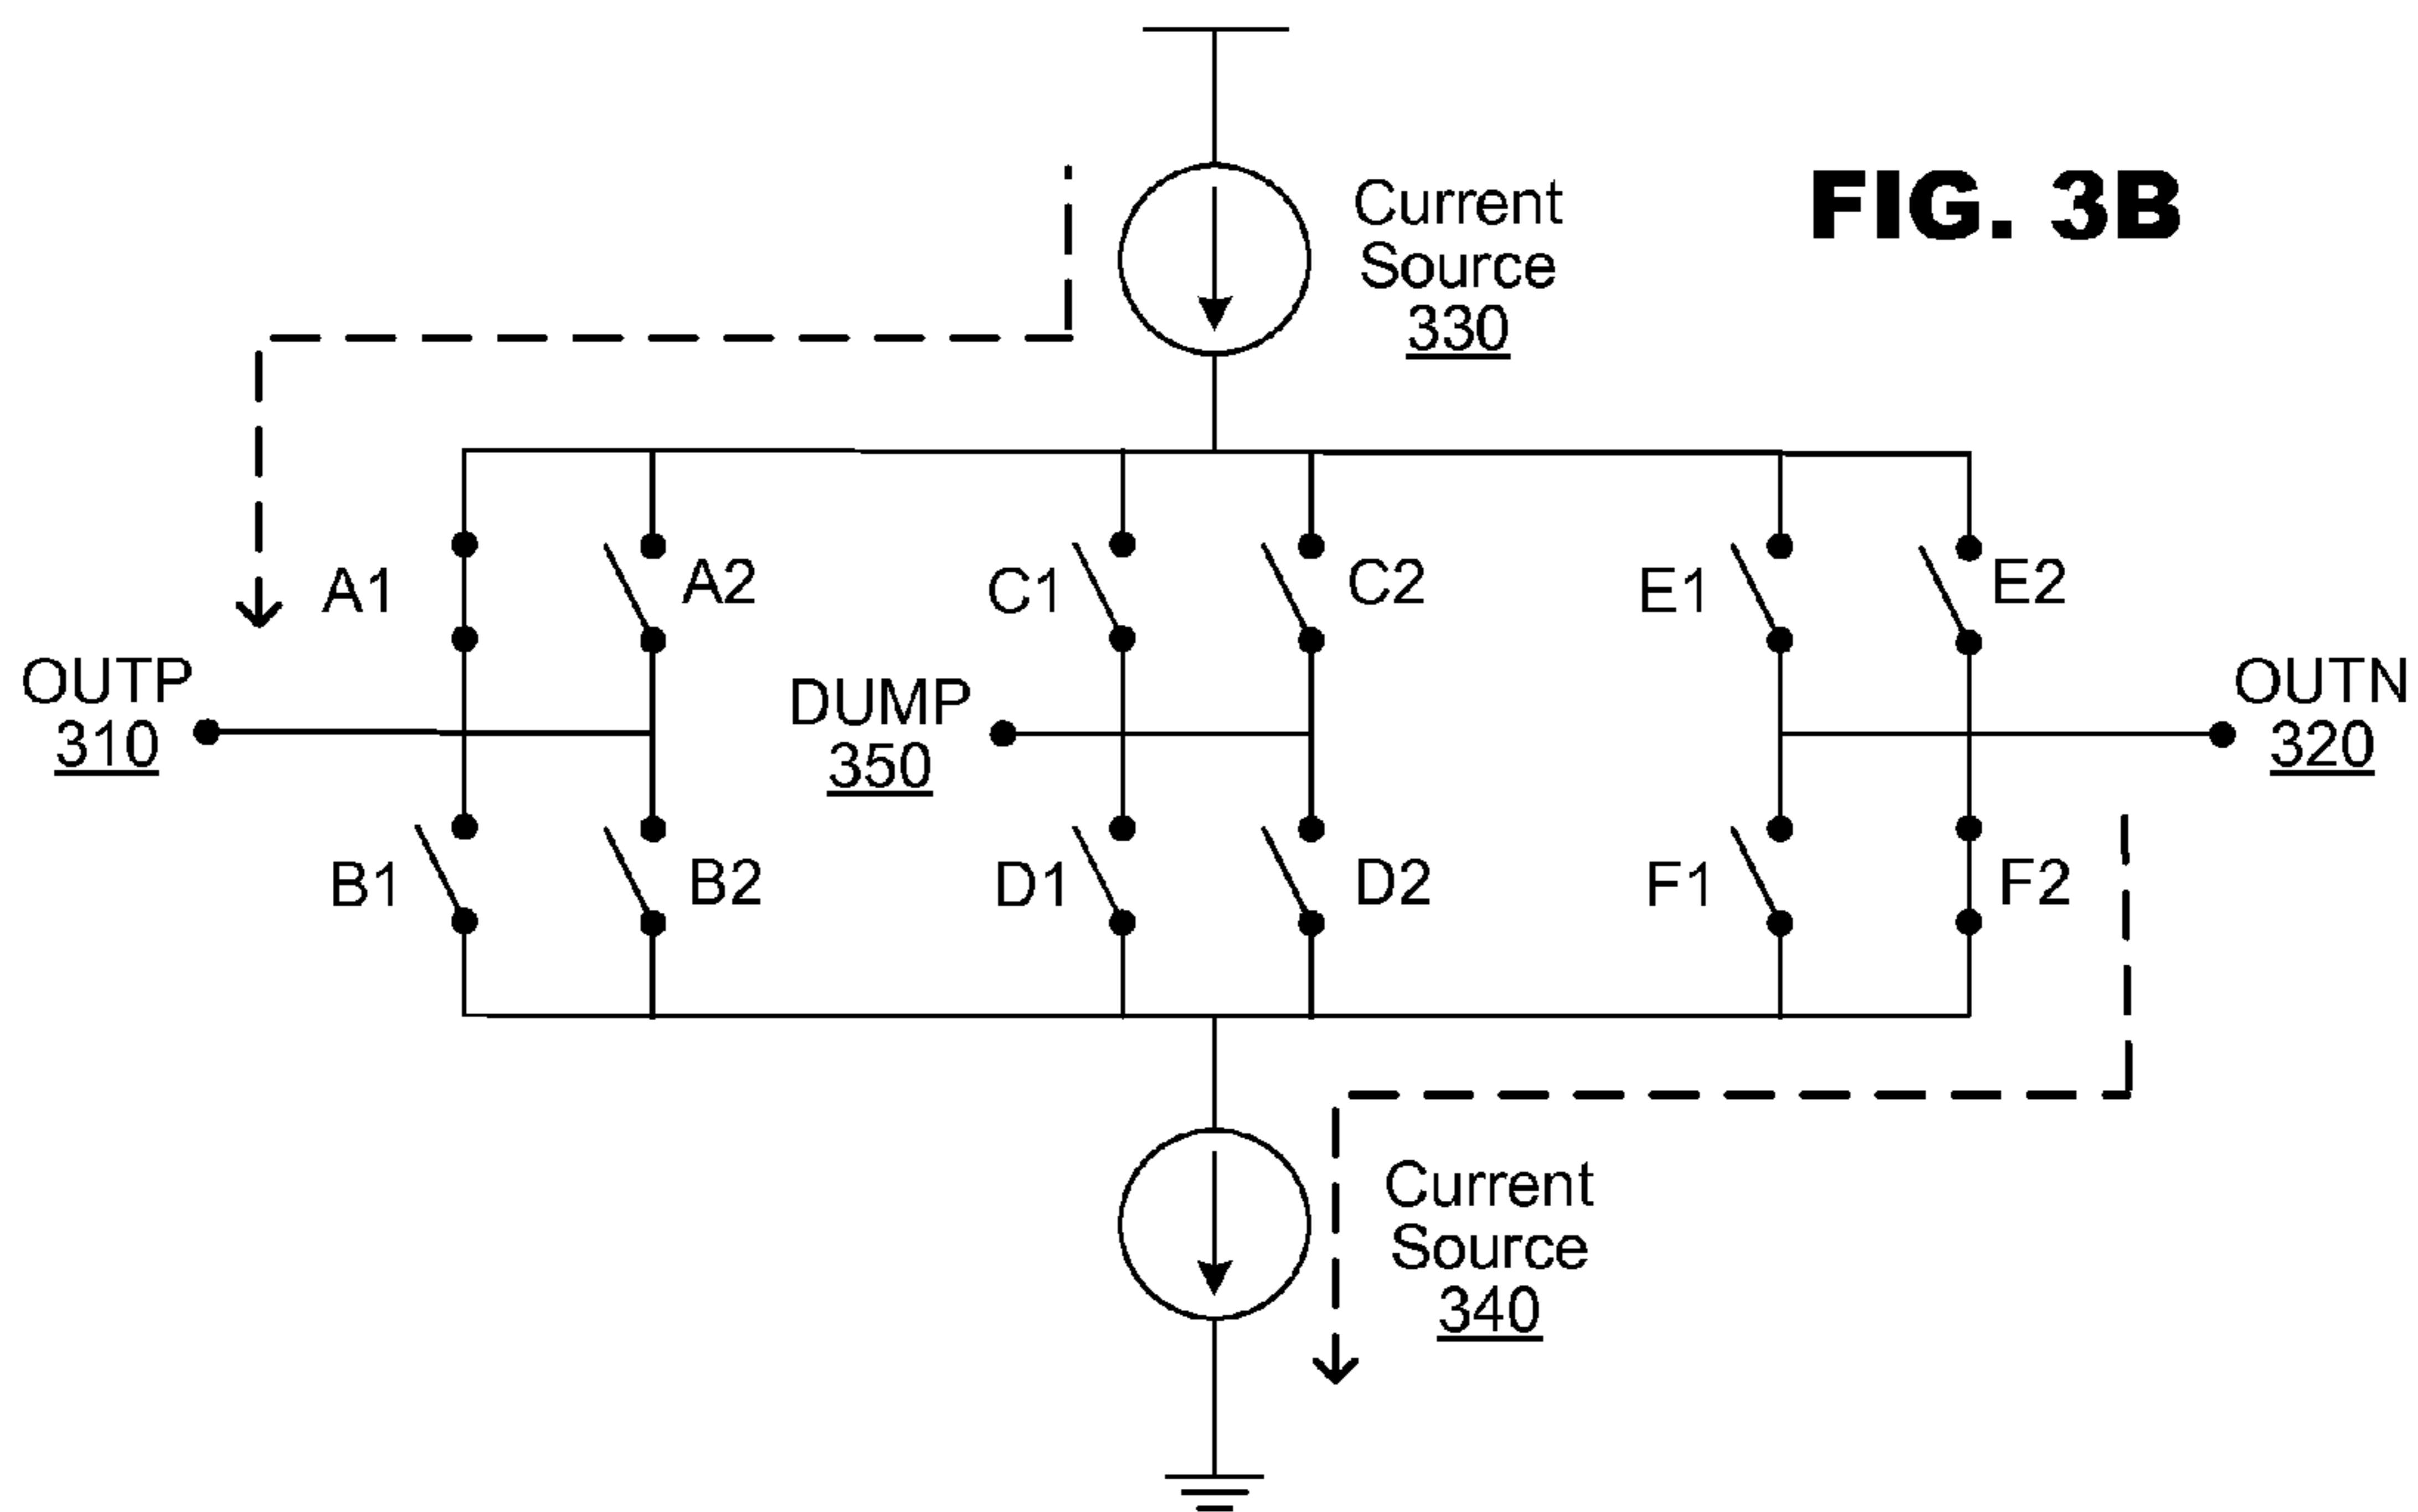 FIG. 3B
Current
Source
330
A1
A2
C1
C2
E1
E2
OUTP
310
DUMP
350
OUTN
320
B1
B2
D1
D2
F1
F2
Current
Source
340